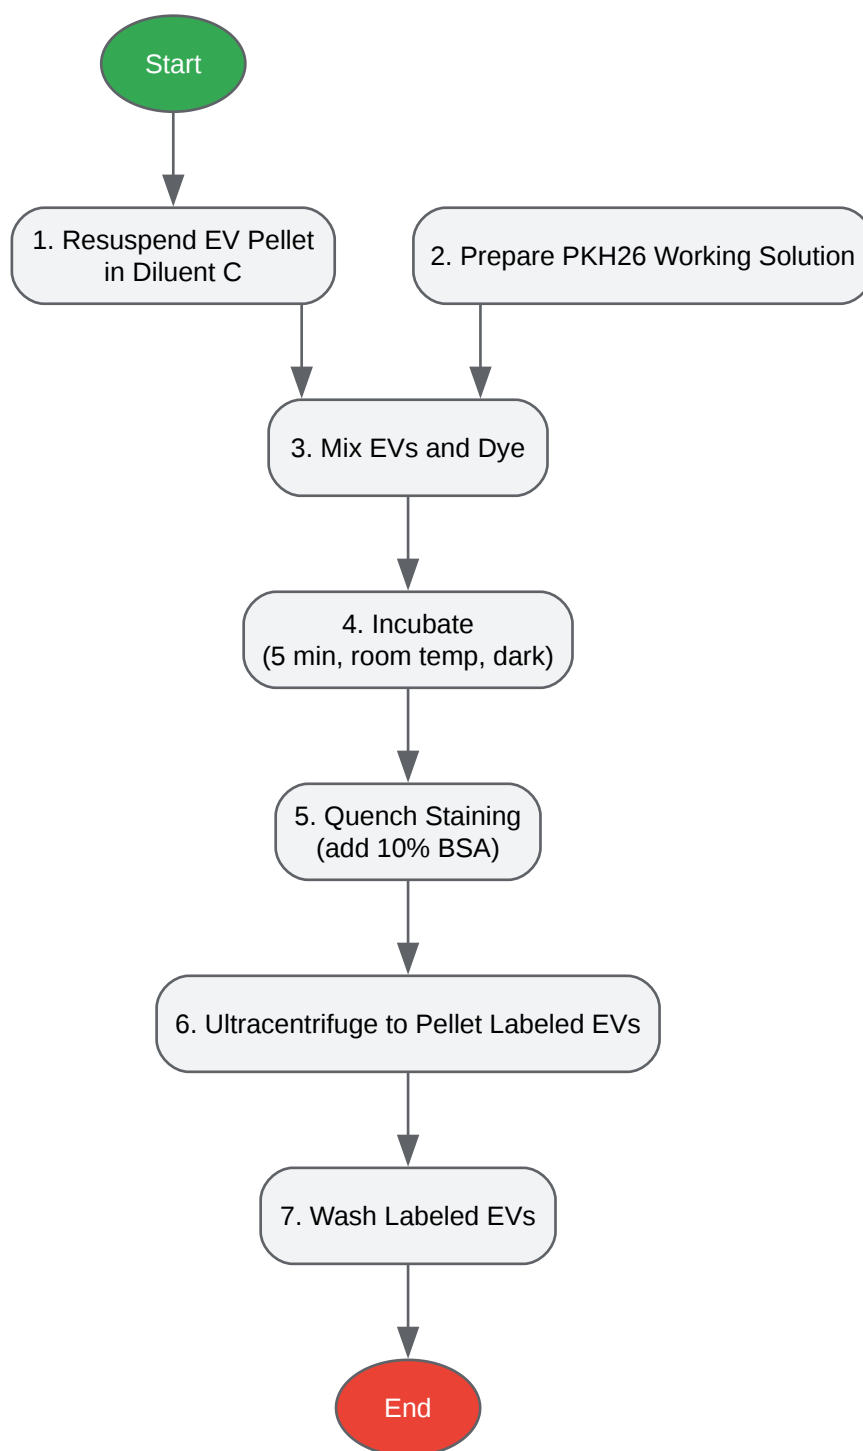 Start
1. Resuspend EV Pellet
in Diluent C
2. Prepare PKH26 Working Solution
3. Mix EVs and Dye
4. Incubate
(5 min, room temp, dark)
5. Quench Staining
(add 10% BSA)
6. Ultracentrifuge to Pellet Labeled EVs
7. Wash Labeled EVs
End